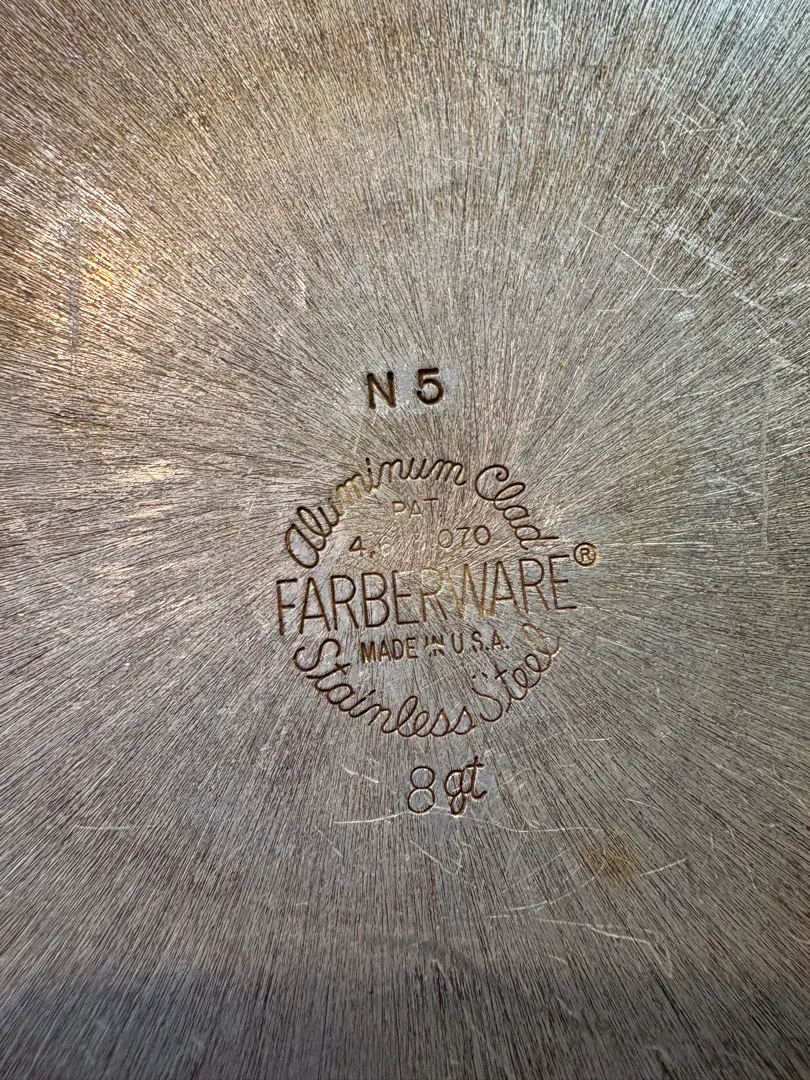 N 5
Aluminum Clad
PAT
FARBERWARE®
MADE IN U.S.A.
Stainless Steel
8 qt